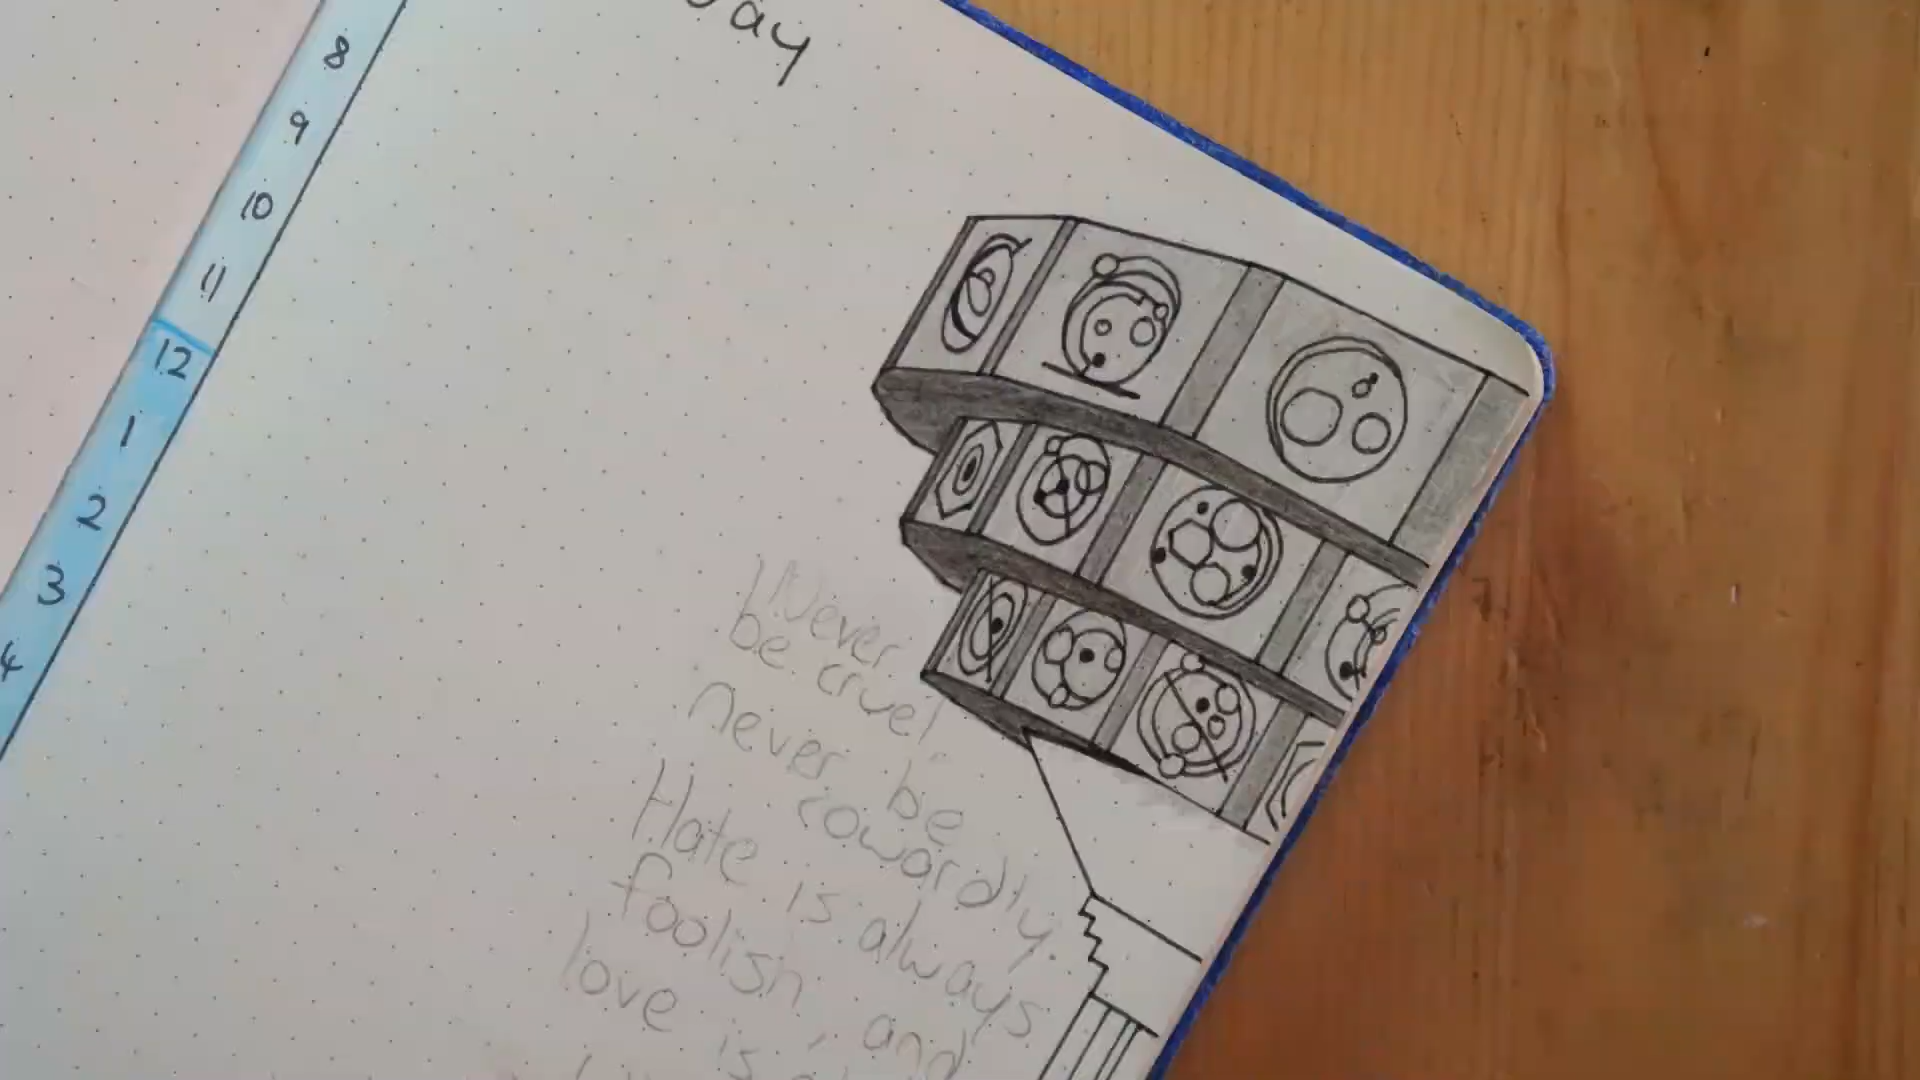 ay
8
9
10
11
12
1
2
3
4
Never
be cruel,
never be
cowardly.
Hate is always
foolish, and
love is